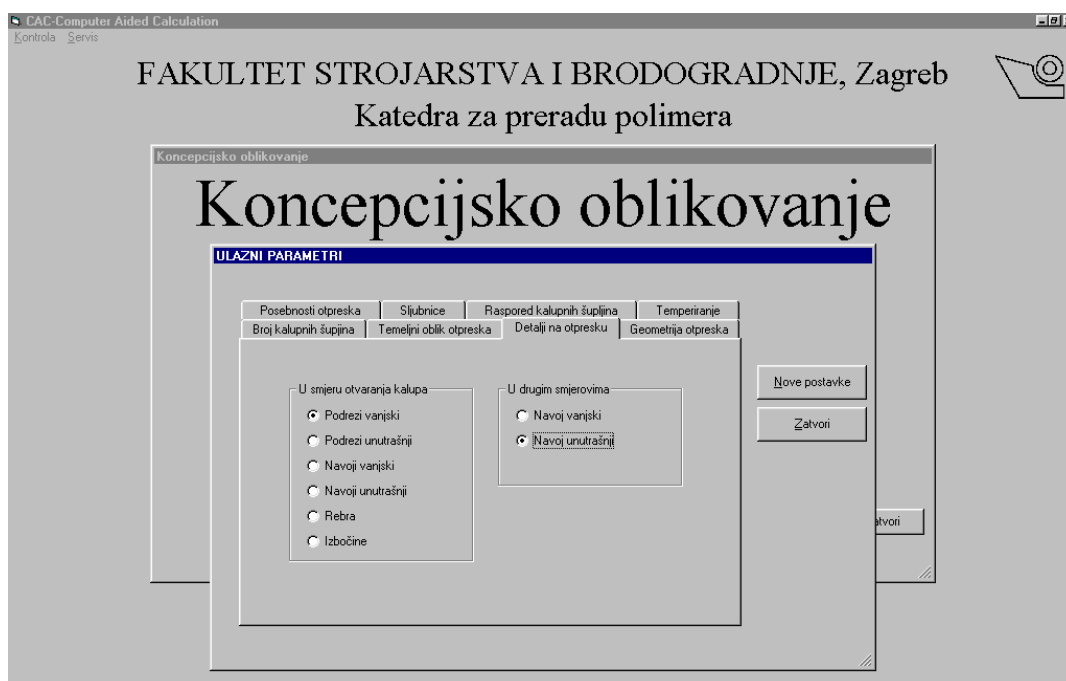 CAC-Computer Aided Calculation
Kontrola Servis
FAKULTET STROJARSTVA I BRODOGRADNJE, Zagreb
Katedra za preradu polimera
Koncepcijsko oblikovanje
Koncepcijsko oblikovanje
ULAZNI PARAMETRI
Posebnosti otpreska Sljubnice Raspored kalupnih šupljina Temperiranje
Broj kalupnih šupjina Temeljni oblik otpreska Detalji na otpresku Geometrija otpreska
U smjeru otvaranja kalupa
Podrezi vanjski
Podrezi unutrašnji
Navoji vanjski
Navoji unutrašnji
Rebra
Izbočine
U drugim smjerovima
Navoj vanjski
Navoj unutrašnji
Nove postavke
Zatvori
atvori